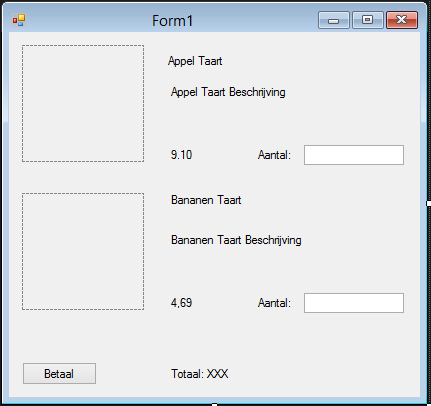 Form1
Appel Taart
Appel Taart Beschrijving
9.10 Aantal:
Bananen Taart
Bananen Taart Beschrijving
4,69 Aantal:
Betaal Totaal: XXX